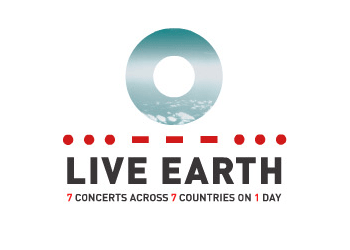 LIVE EARTH
7 CONCERTS ACROSS 7 COUNTRIES ON 1 DAY